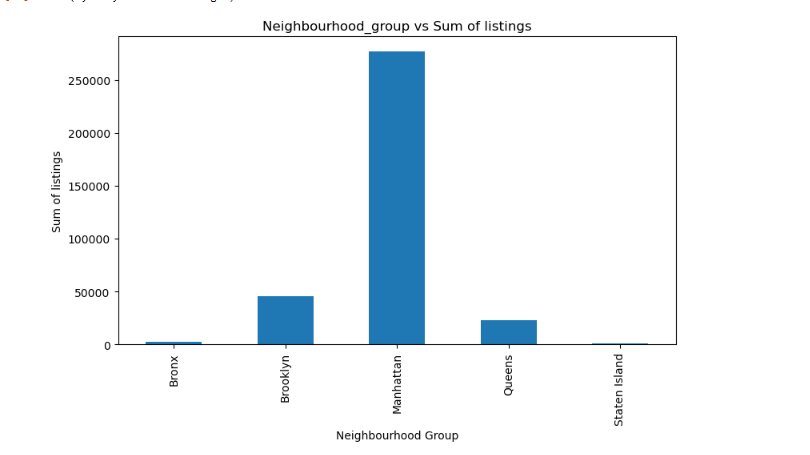 Neighbourhood_group vs Sum of listings
250000
200000
150000
100000
50000
0
Sum of listings
Bronx
Brooklyn
Manhattan
Queens
Staten Island
Neighbourhood Group